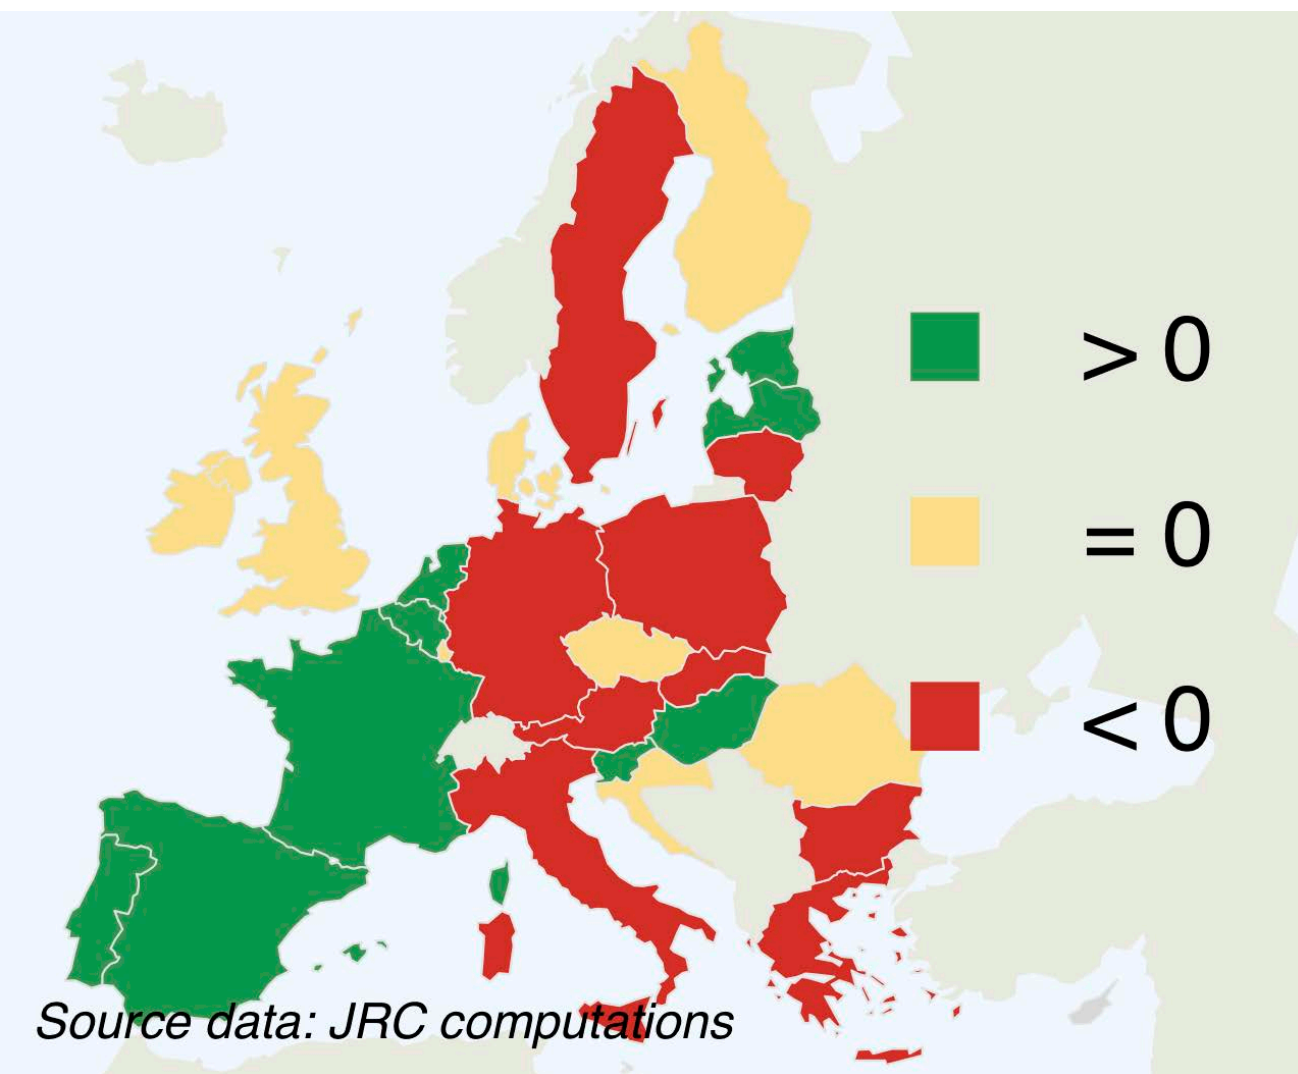 > 0
= 0
< 0
Source data: JRC computations